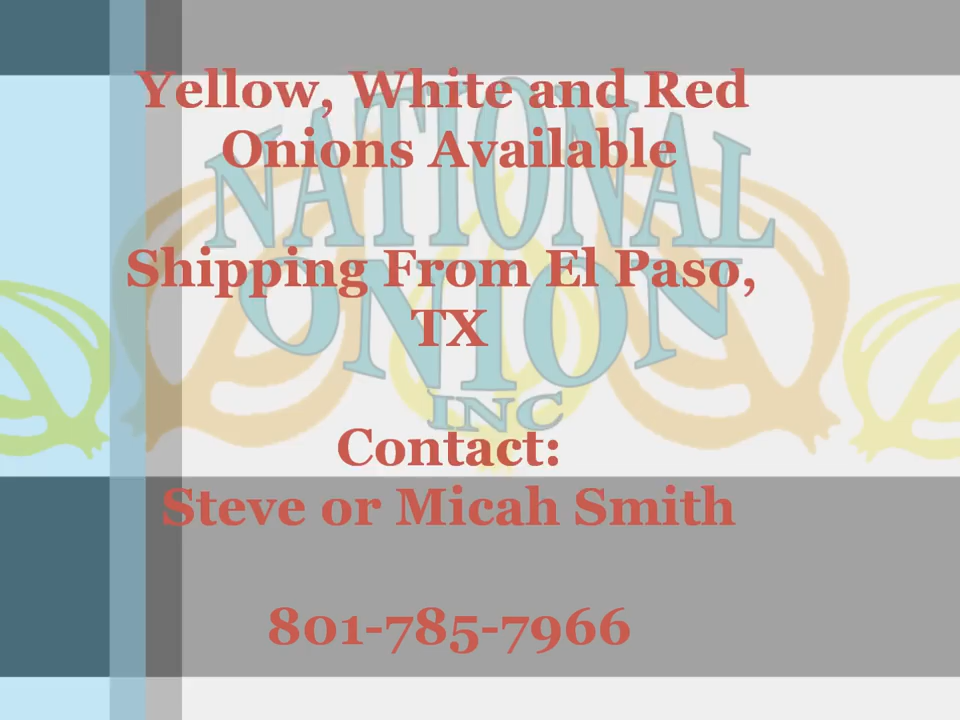 Yellow, White and Red
Onions Available
Shipping From El Paso,
TX
Contact:
Steve or Micah Smith
801-785-7966
NATIONAL
ONION
INC